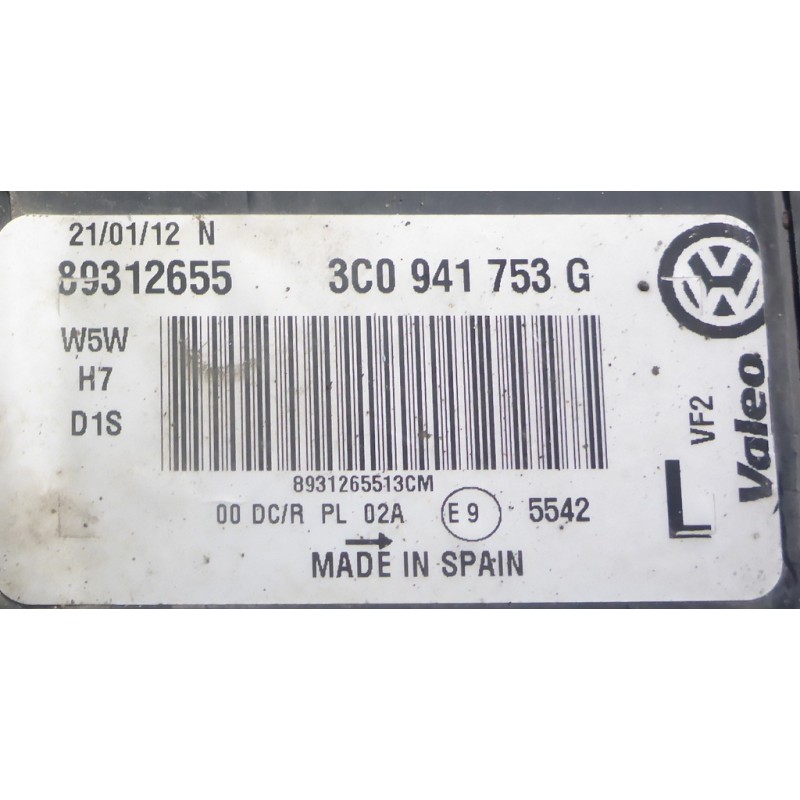 21/01/12 N
89312655 3C0 941 753 G
W5W
H7
D1S
8931265513CM
00 DC/R PL 02A E9 5542
MADE IN SPAIN
L
VF2
Valeo
VW